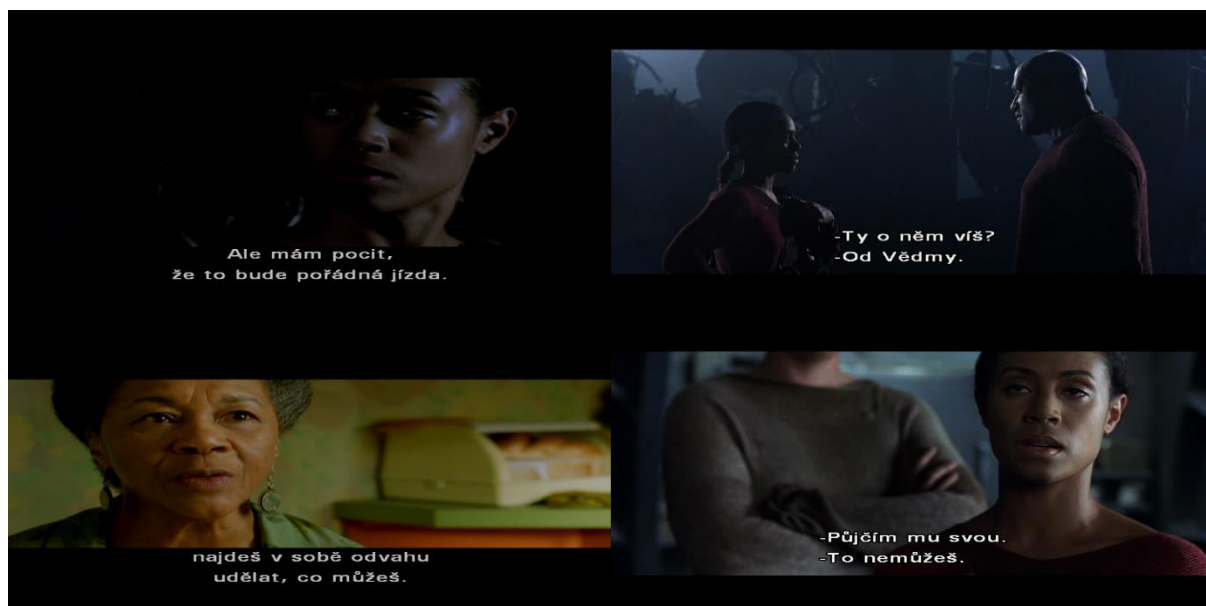 Ale mám pocit,
že to bude pořádná jízda.
-Ty o něm víš?
-Od Vědmy.
najdeš v sobě odvahu
udělat, co můžeš.
-Půjčím mu svou.
-To nemůžeš.